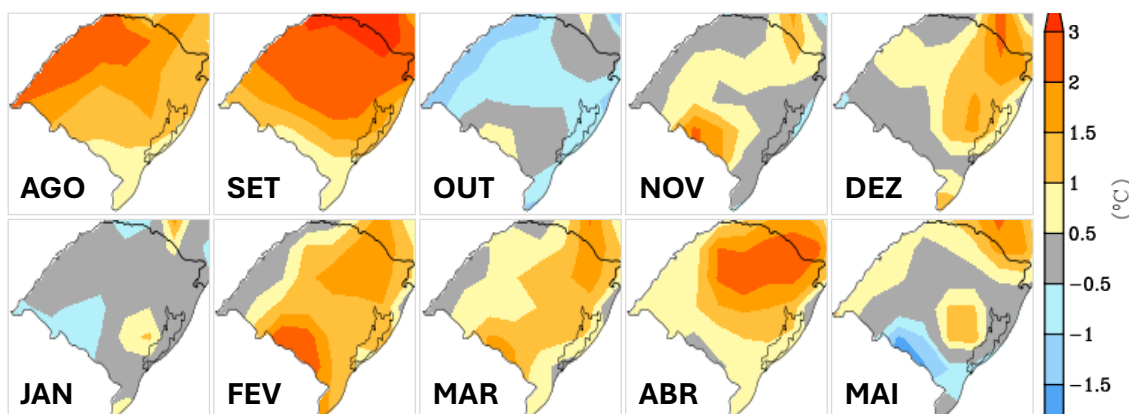 AGO
SET
OUT
NOV
DEZ
JAN
FEV
MAR
ABR
MAI
3
2
1.5
1
0.5
−0.5
−1
−1.5
(°C)